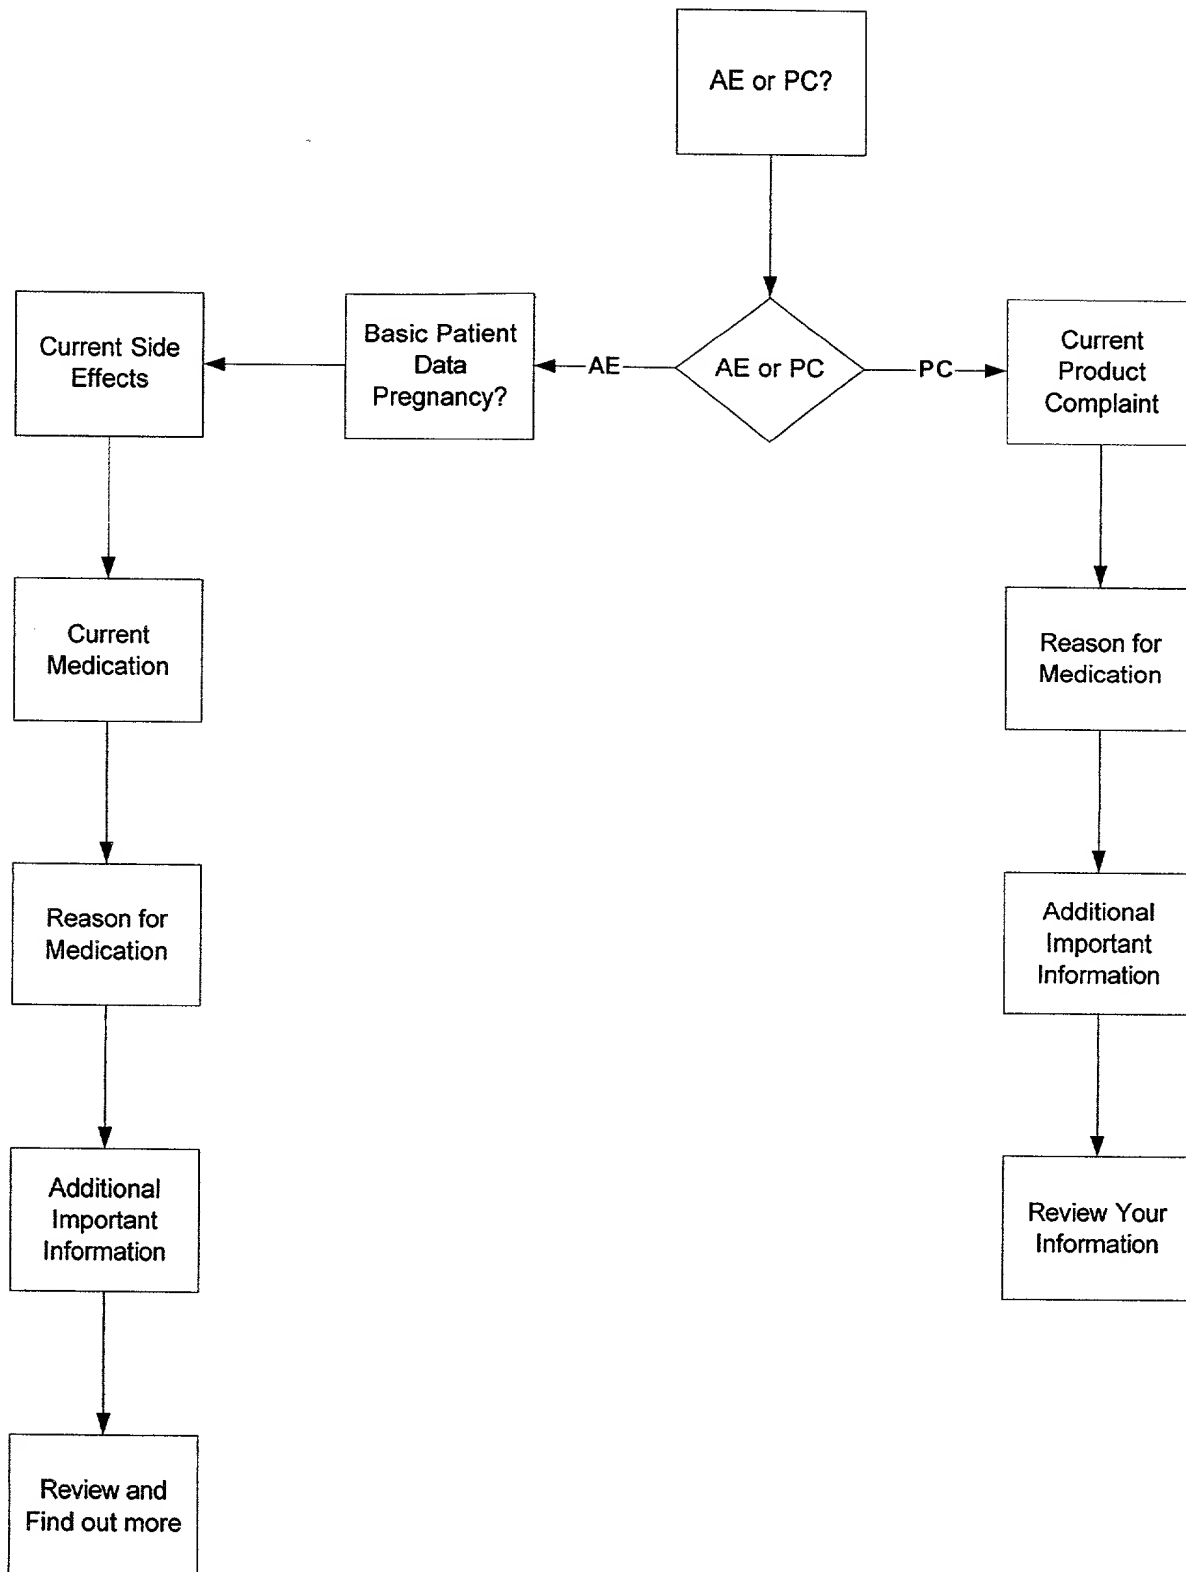 AE or PC?
Current Side
Effects
Basic Patient
Data
Pregnancy?
AE
AE or PC
PC
Current
Product
Complaint
Current
Medication
Reason for
Medication
Reason for
Medication
Additional
Important
Information
Additional
Important
Information
Review Your
Information
Review and
Find out more